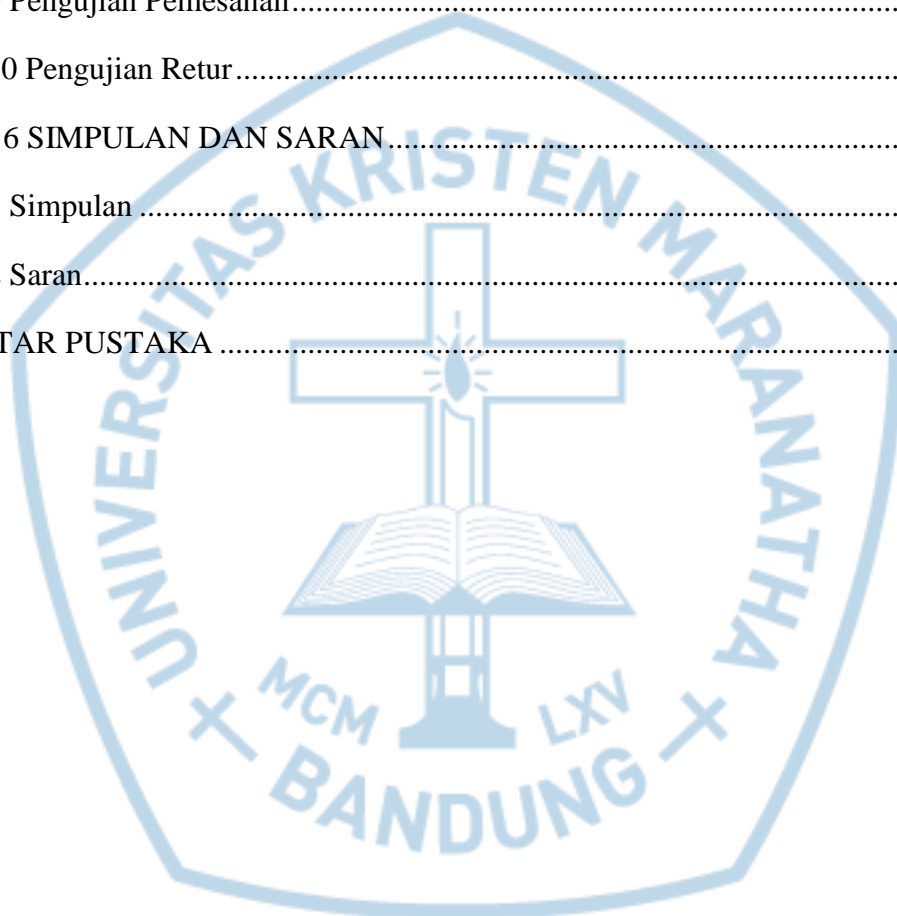 Pengujian Pemesanan....................
0 Pengujian Retur....................
6 SIMPULAN DAN SARAN....................
Simpulan....................
Saran....................
TAR PUSTAKA....................
UNIVERSITAS KRISTEN MARANATHA
MCM LXV
BANDUNG